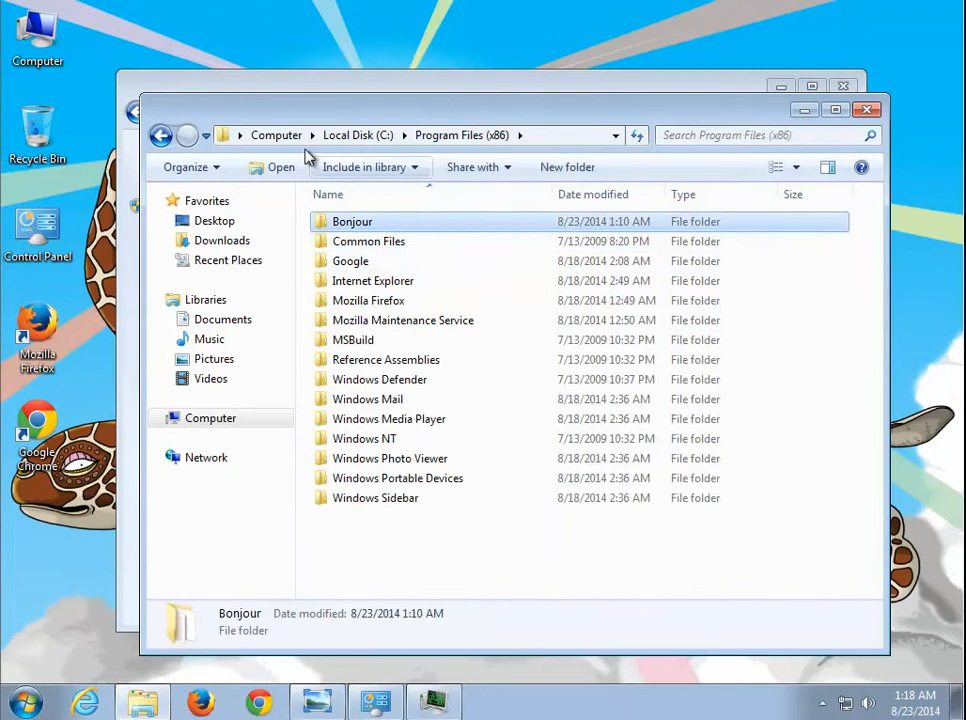 Computer
Recycle Bin
Control Panel
Mozilla
Firefox
Google
Chrome
Computer Local Disk (C:) Program Files (x86)
Search Program Files (x86)
Organize Open Include in library Share with New folder
Favorites
Desktop
Downloads
Recent Places
Libraries
Documents
Music
Pictures
Videos
Computer
Network
Name Date modified Type Size
Bonjour 8/23/2014 1:10 AM File folder
Common Files 7/13/2009 8:20 PM File folder
Google 8/18/2014 2:08 AM File folder
Internet Explorer 8/18/2014 2:49 AM File folder
Mozilla Firefox 8/18/2014 12:49 AM File folder
Mozilla Maintenance Service 8/18/2014 12:50 AM File folder
MSBuild 7/13/2009 10:32 PM File folder
Reference Assemblies 7/13/2009 10:32 PM File folder
Windows Defender 7/13/2009 10:37 PM File folder
Windows Mail 8/18/2014 2:36 AM File folder
Windows Media Player 8/18/2014 2:36 AM File folder
Windows NT 7/13/2009 10:32 PM File folder
Windows Photo Viewer 8/18/2014 2:36 AM File folder
Windows Portable Devices 8/18/2014 2:36 AM File folder
Windows Sidebar 8/18/2014 2:36 AM File folder
Bonjour Date modified: 8/23/2014 1:10 AM
File folder
1:18 AM
8/23/2014